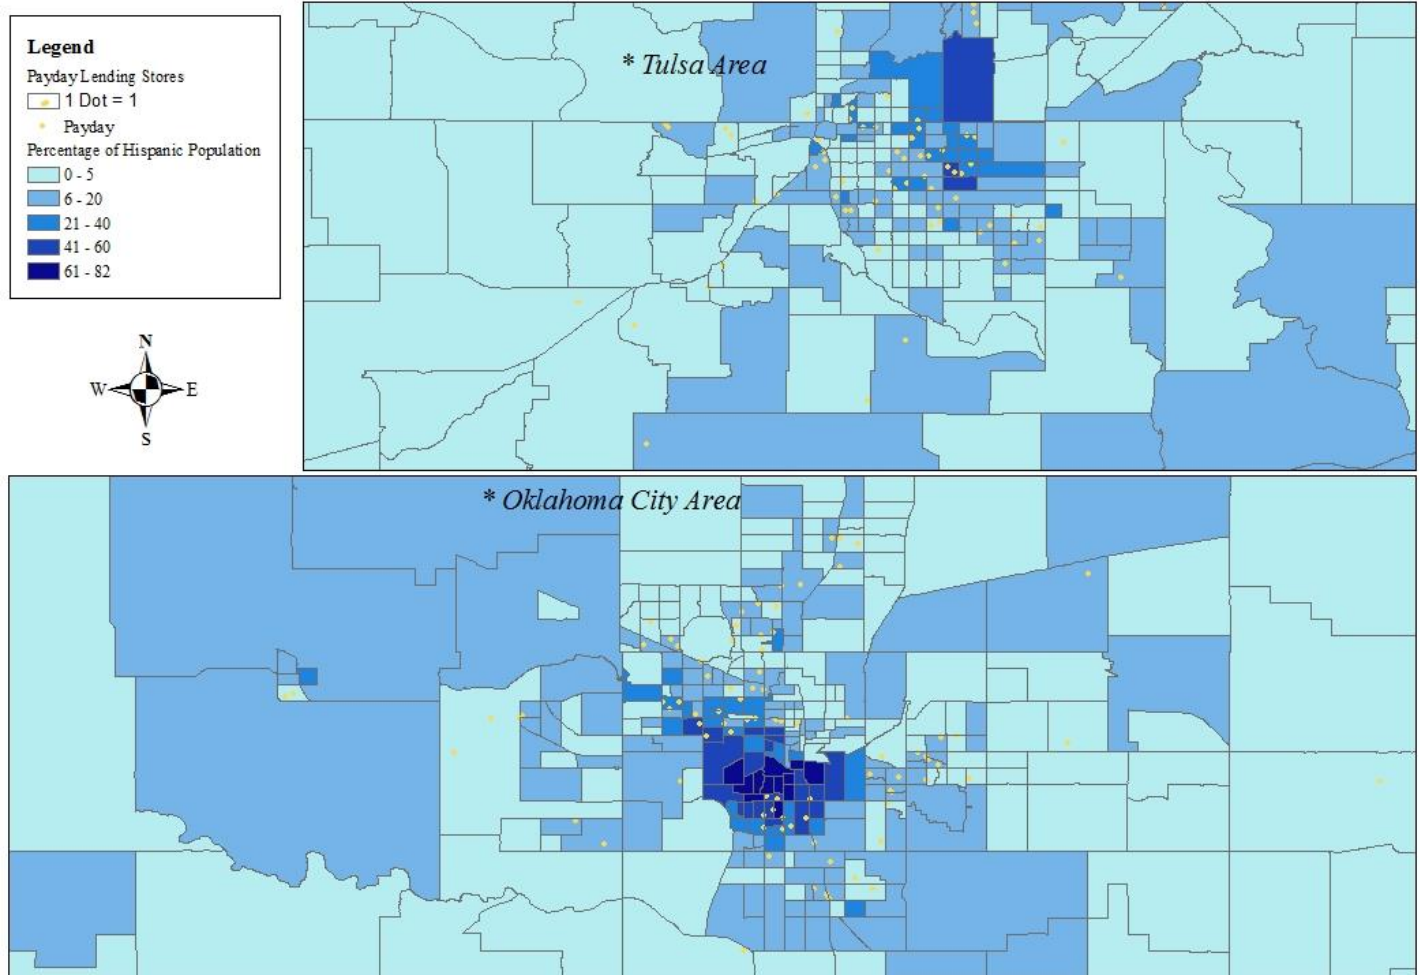 Legend
Payday Lending Stores
1 Dot = 1
Payday
Percentage of Hispanic Population
0 - 5
6 - 20
21 - 40
41 - 60
61 - 82
N
W E
S
* Tulsa Area
* Oklahoma City Area